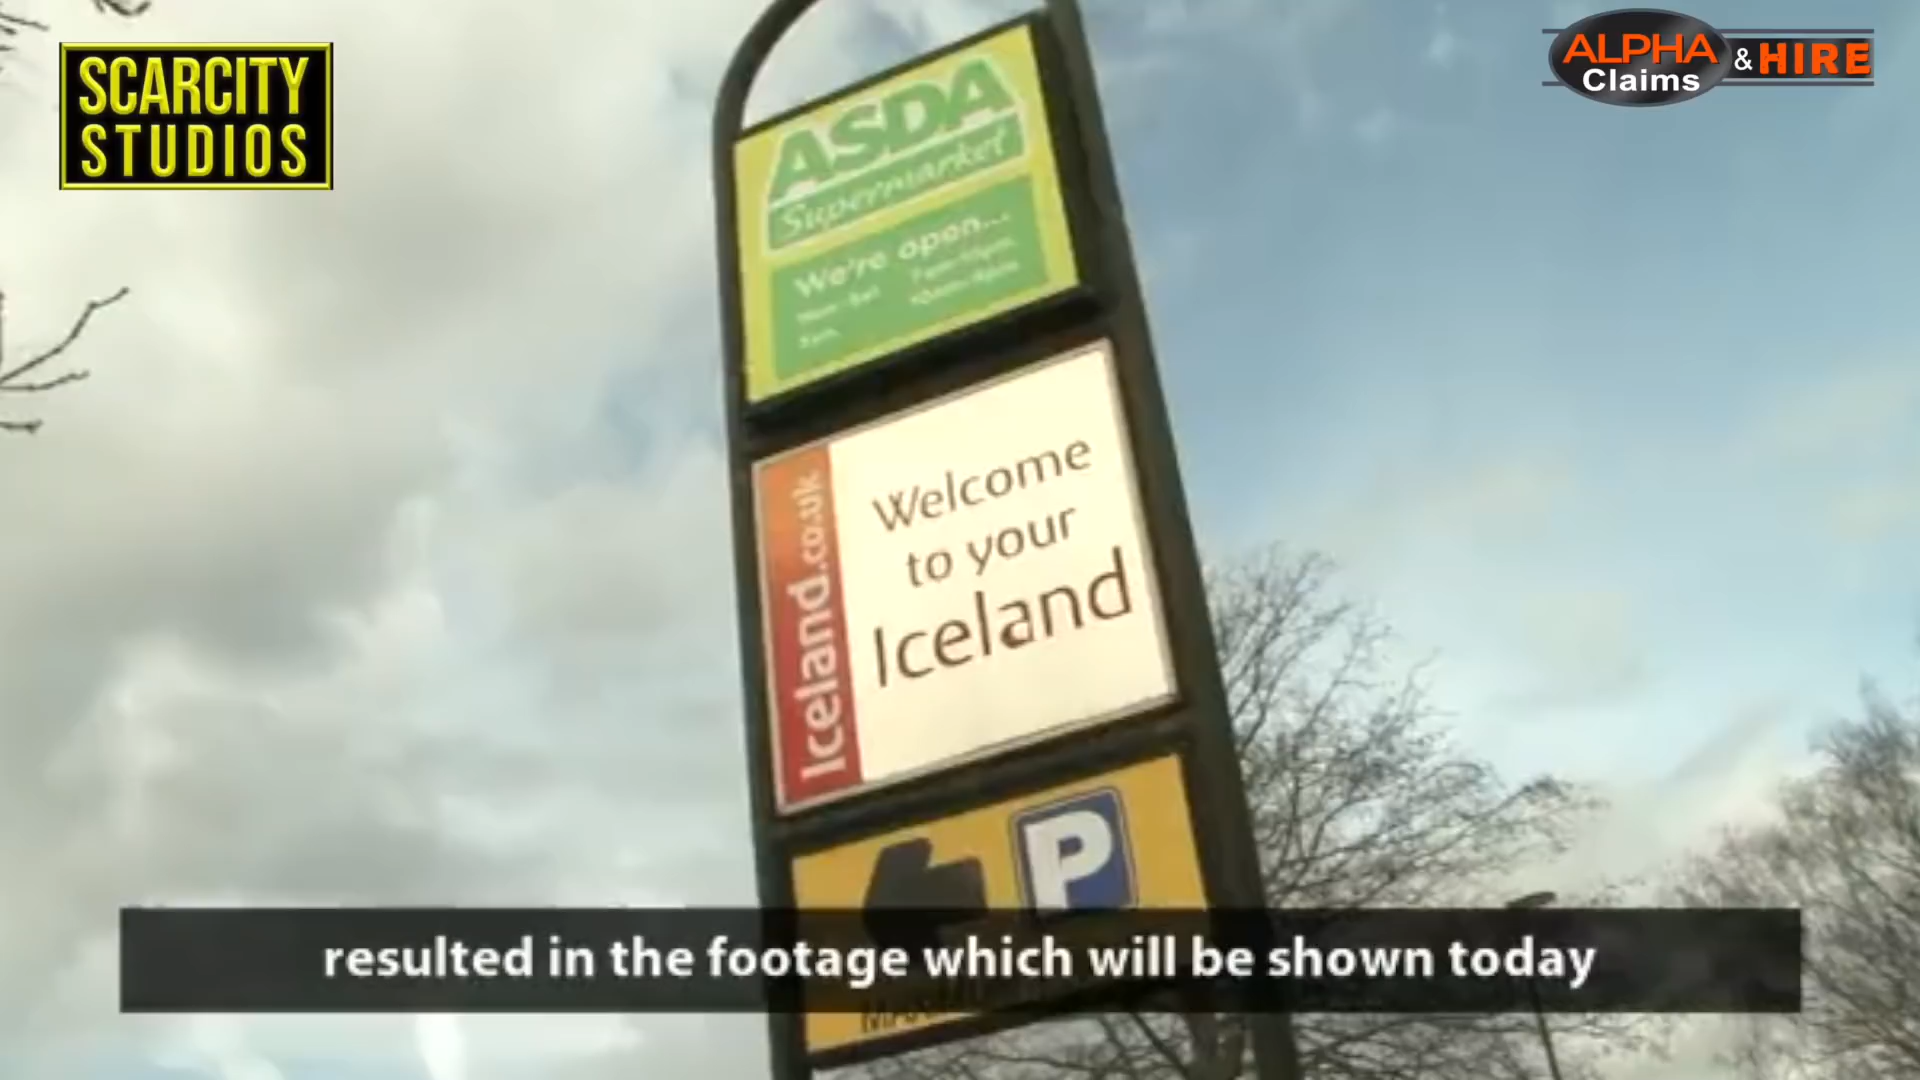 SCARCITY
STUDIOS
ALPHA
Claims
& HIRE
ASDA
Supermarket
We're open...
Iceland.co.uk
Welcome
to your
Iceland
P
resulted in the footage which will be shown today